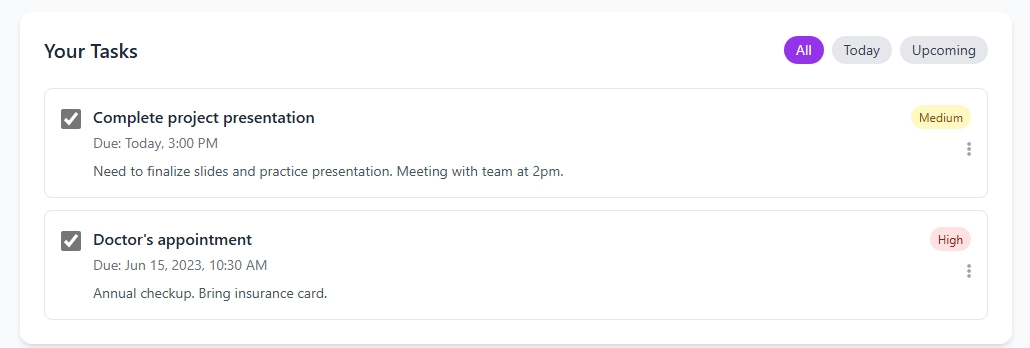 Your Tasks
All
Today
Upcoming
Complete project presentation
Medium
Due: Today, 3:00 PM
Need to finalize slides and practice presentation. Meeting with team at 2pm.
Doctor's appointment
High
Due: Jun 15, 2023, 10:30 AM
Annual checkup. Bring insurance card.